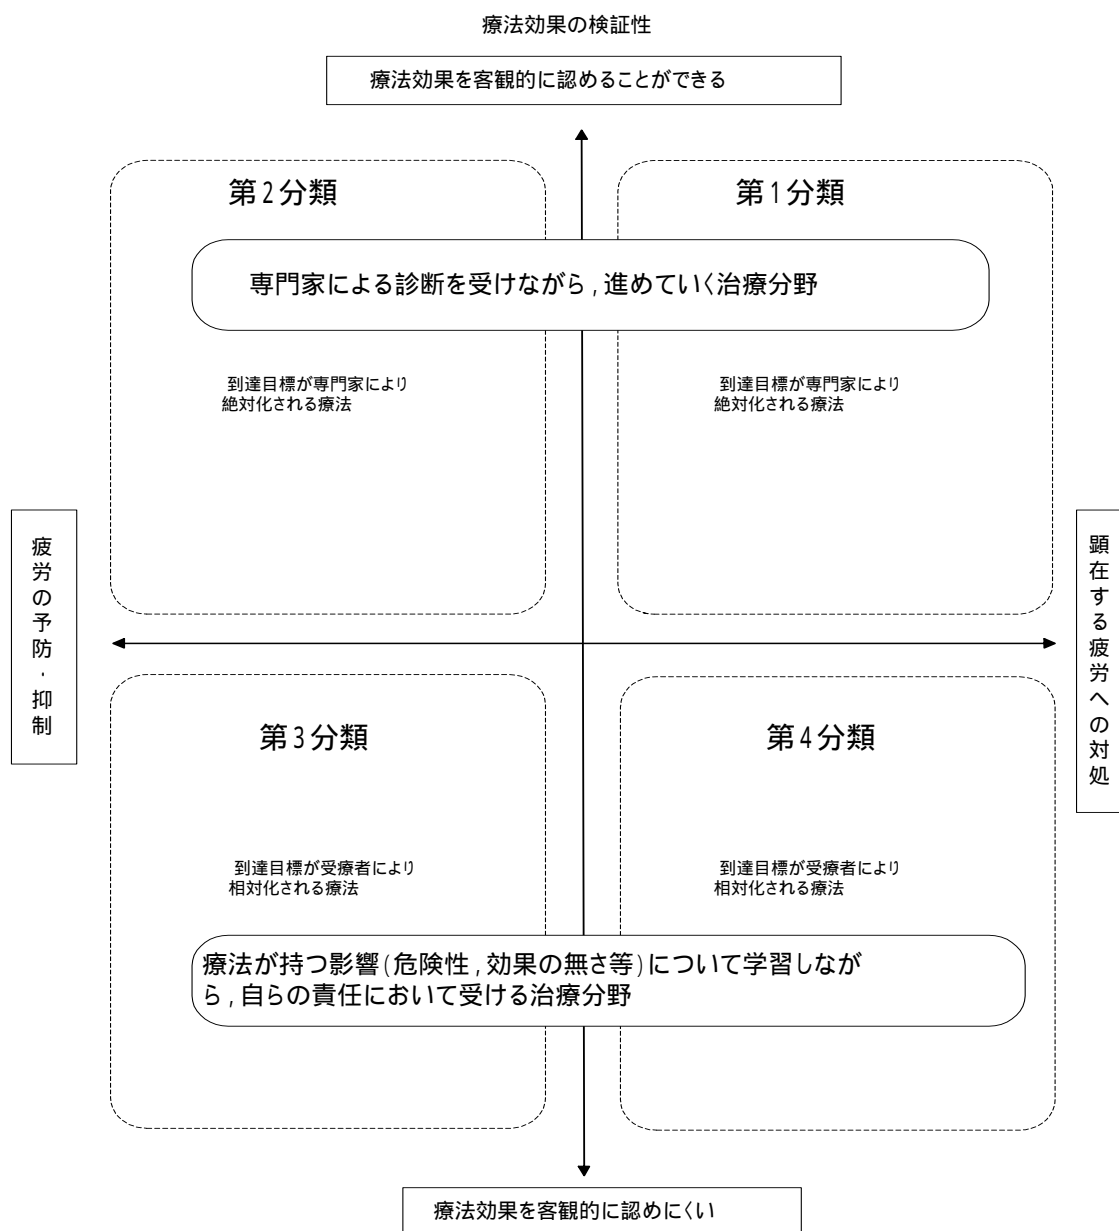 療法効果の検証性
療法効果を客観的に認めることができる
第2分類
第1分類
専門家による診断を受けながら,進めていく治療分野
到達目標が専門家により
絶対化される療法
到達目標が専門家により
絶対化される療法
疲労の予防・抑制
顕在する疲労への対処
第3分類
第4分類
到達目標が受療者により
相対化される療法
到達目標が受療者により
相対化される療法
療法が持つ影響(危険性,効果の無さ等)について学習しなが
ら,自らの責任において受ける治療分野
療法効果を客観的に認めにくい